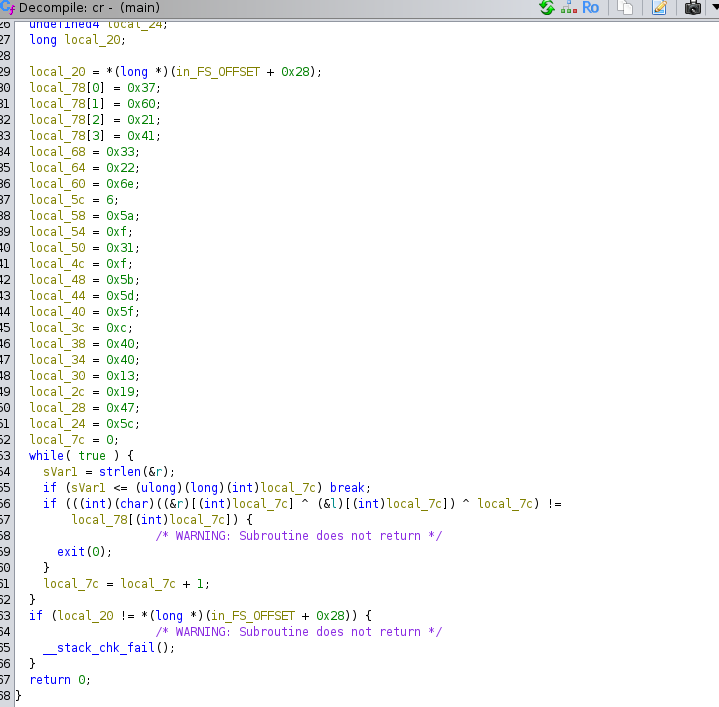 Decompile: cr - (main)
Ro
26 undefined4 local_24;
27 long local_20;
28
29 local_20 = *(long *)(in_FS_OFFSET + 0x28);
30 local_78[0] = 0x37;
31 local_78[1] = 0x60;
32 local_78[2] = 0x21;
33 local_78[3] = 0x41;
34 local_68 = 0x33;
35 local_64 = 0x22;
36 local_60 = 0x6e;
37 local_5c = 6;
38 local_58 = 0x5a;
39 local_54 = 0xf;
40 local_50 = 0x31;
41 local_4c = 0xf;
42 local_48 = 0x5b;
43 local_44 = 0x5d;
44 local_40 = 0x5f;
45 local_3c = 0xc;
46 local_38 = 0x40;
47 local_34 = 0x40;
48 local_30 = 0x13;
49 local_2c = 0x19;
50 local_28 = 0x47;
51 local_24 = 0x5c;
52 local_7c = 0;
53 while( true ) {
54 sVar1 = strlen(&r);
55 if (sVar1 <= (ulong)(long)(int)local_7c) break;
56 if (((int)(char)((&r)[(int)local_7c] ^ (&l)[(int)local_7c]) ^ local_7c) !=
57 local_78[(int)local_7c]) {
58 /* WARNING: Subroutine does not return */
59 exit(0);
60 }
61 local_7c = local_7c + 1;
62 }
63 if (local_20 != *(long *)(in_FS_OFFSET + 0x28)) {
64 /* WARNING: Subroutine does not return */
65 __stack_chk_fail();
66 }
67 return 0;
68 }